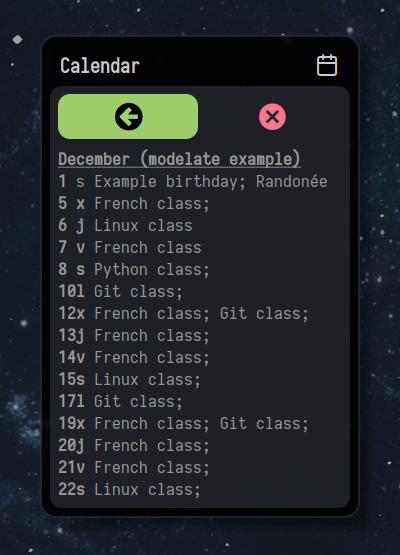 Calendar
December (modelate example)
1 s Example birthday; Randonée
5 x French class;
6 j Linux class
7 v French class
8 s Python class;
10l Git class;
12x French class; Git class;
13j French class;
14v French class;
15s Linux class;
17l Git class;
19x French class; Git class;
20j French class;
21v French class;
22s Linux class;